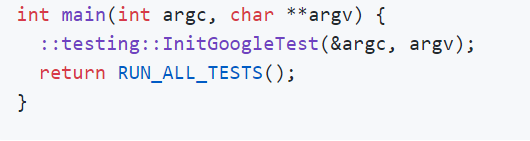 int main(int argc, char **argv) {
  ::testing::InitGoogleTest(&argc, argv);
  return RUN_ALL_TESTS();
}